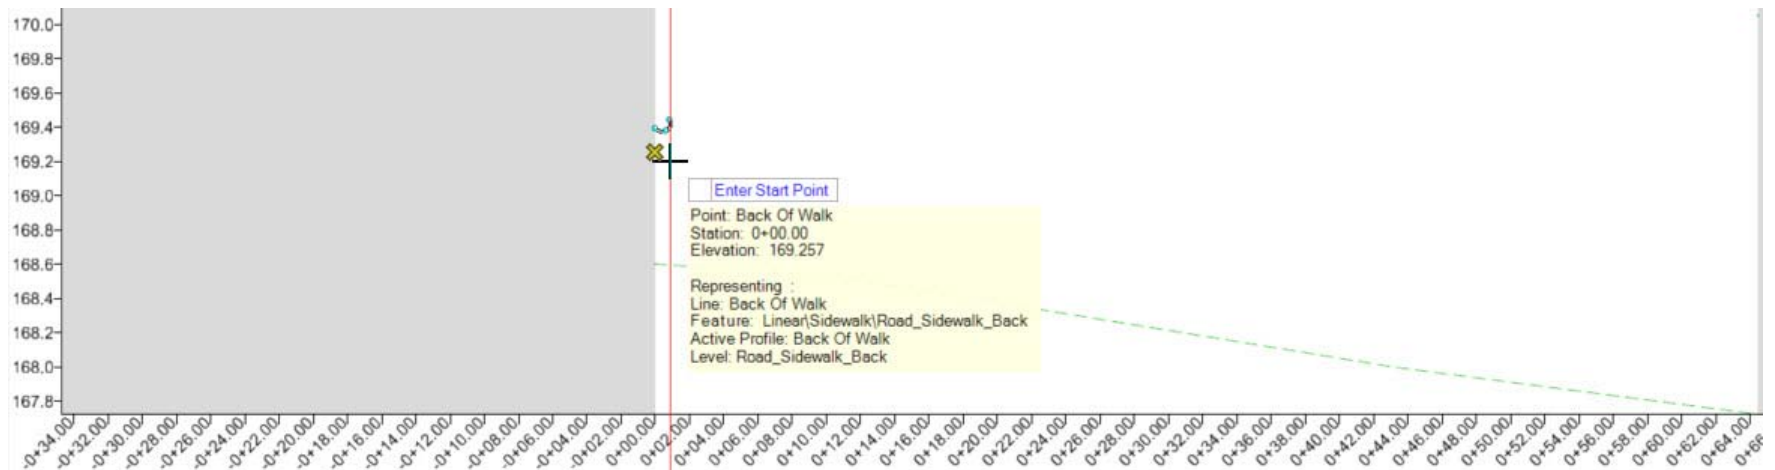 170.0
169.8
169.6
169.4
169.2
169.0
168.8
168.6
168.4
168.2
168.0
167.8
Enter Start Point
Point: Back Of Walk
Station: 0+00.00
Elevation: 169.257
Representing :
Line: Back Of Walk
Feature: Linear\Sidewalk\Road_Sidewalk_Back
Active Profile: Back Of Walk
Level: Road_Sidewalk_Back
-0+34.00 -0+32.00 -0+30.00 -0+28.00 -0+26.00 -0+24.00 -0+22.00 -0+20.00 -0+18.00 -0+16.00 -0+14.00 -0+12.00 -0+10.00 -0+08.00 -0+06.00 -0+04.00 -0+02.00 0+00.00 0+02.00 0+04.00 0+06.00 0+08.00 0+10.00 0+12.00 0+14.00 0+16.00 0+18.00 0+20.00 0+22.00 0+24.00 0+26.00 0+28.00 0+30.00 0+32.00 0+34.00 0+36.00 0+38.00 0+40.00 0+42.00 0+44.00 0+46.00 0+48.00 0+50.00 0+52.00 0+54.00 0+56.00 0+58.00 0+60.00 0+62.00 0+64.00